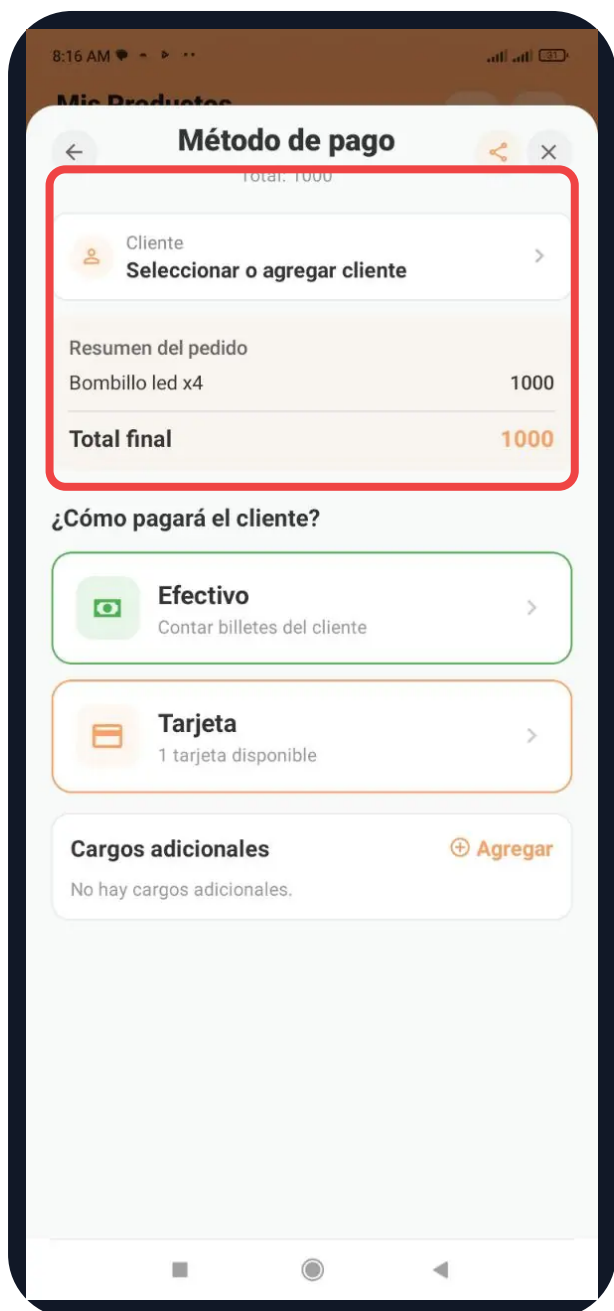 8:16 AM
31
Mis Productos
Método de pago
Total: 1000
Cliente
Seleccionar o agregar cliente
Resumen del pedido
Bombillo led x4 1000
Total final 1000
¿Cómo pagará el cliente?
Efectivo
Contar billetes del cliente
Tarjeta
1 tarjeta disponible
Cargos adicionales
Agregar
No hay cargos adicionales.